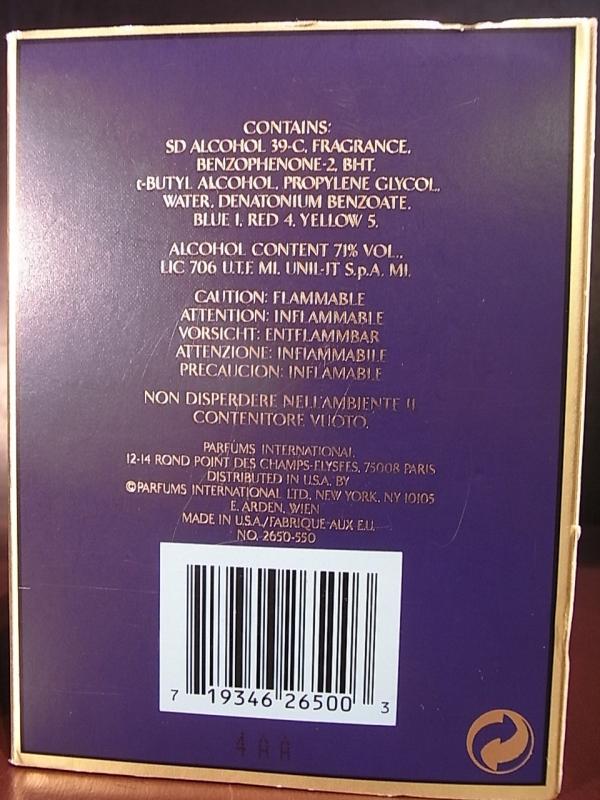 CONTAINS:
SD ALCOHOL 39-C, FRAGRANCE,
BENZOPHENONE-2, BHT,
t-BUTYL ALCOHOL, PROPYLENE GLYCOL,
WATER, DENATONIUM BENZOATE,
BLUE 1, RED 4, YELLOW 5.
ALCOHOL CONTENT 71% VOL.,
LIC 706 U.T.F. MI, UNIL-IT S.p.A. MI.
CAUTION: FLAMMABLE
ATTENTION: INFLAMMABLE
VORSICHT: ENTFLAMMBAR
ATTENZIONE: INFIAMMABILE
PRECAUCION: INFLAMABLE
NON DISPERDERE NELL'AMBIENTE IL
CONTENITORE VUOTO.
PARFUMS INTERNATIONAL,
12-14 ROND POINT DES CHAMPS-ELYSEES, 75008 PARIS
DISTRIBUTED IN U.S.A. BY
©PARFUMS INTERNATIONAL LTD., NEW YORK, NY 10105
E. ARDEN, WIEN
MADE IN U.S.A./FABRIQUE AUX E.U.
NO. 2650-550
7 19346 26500 3
4AA